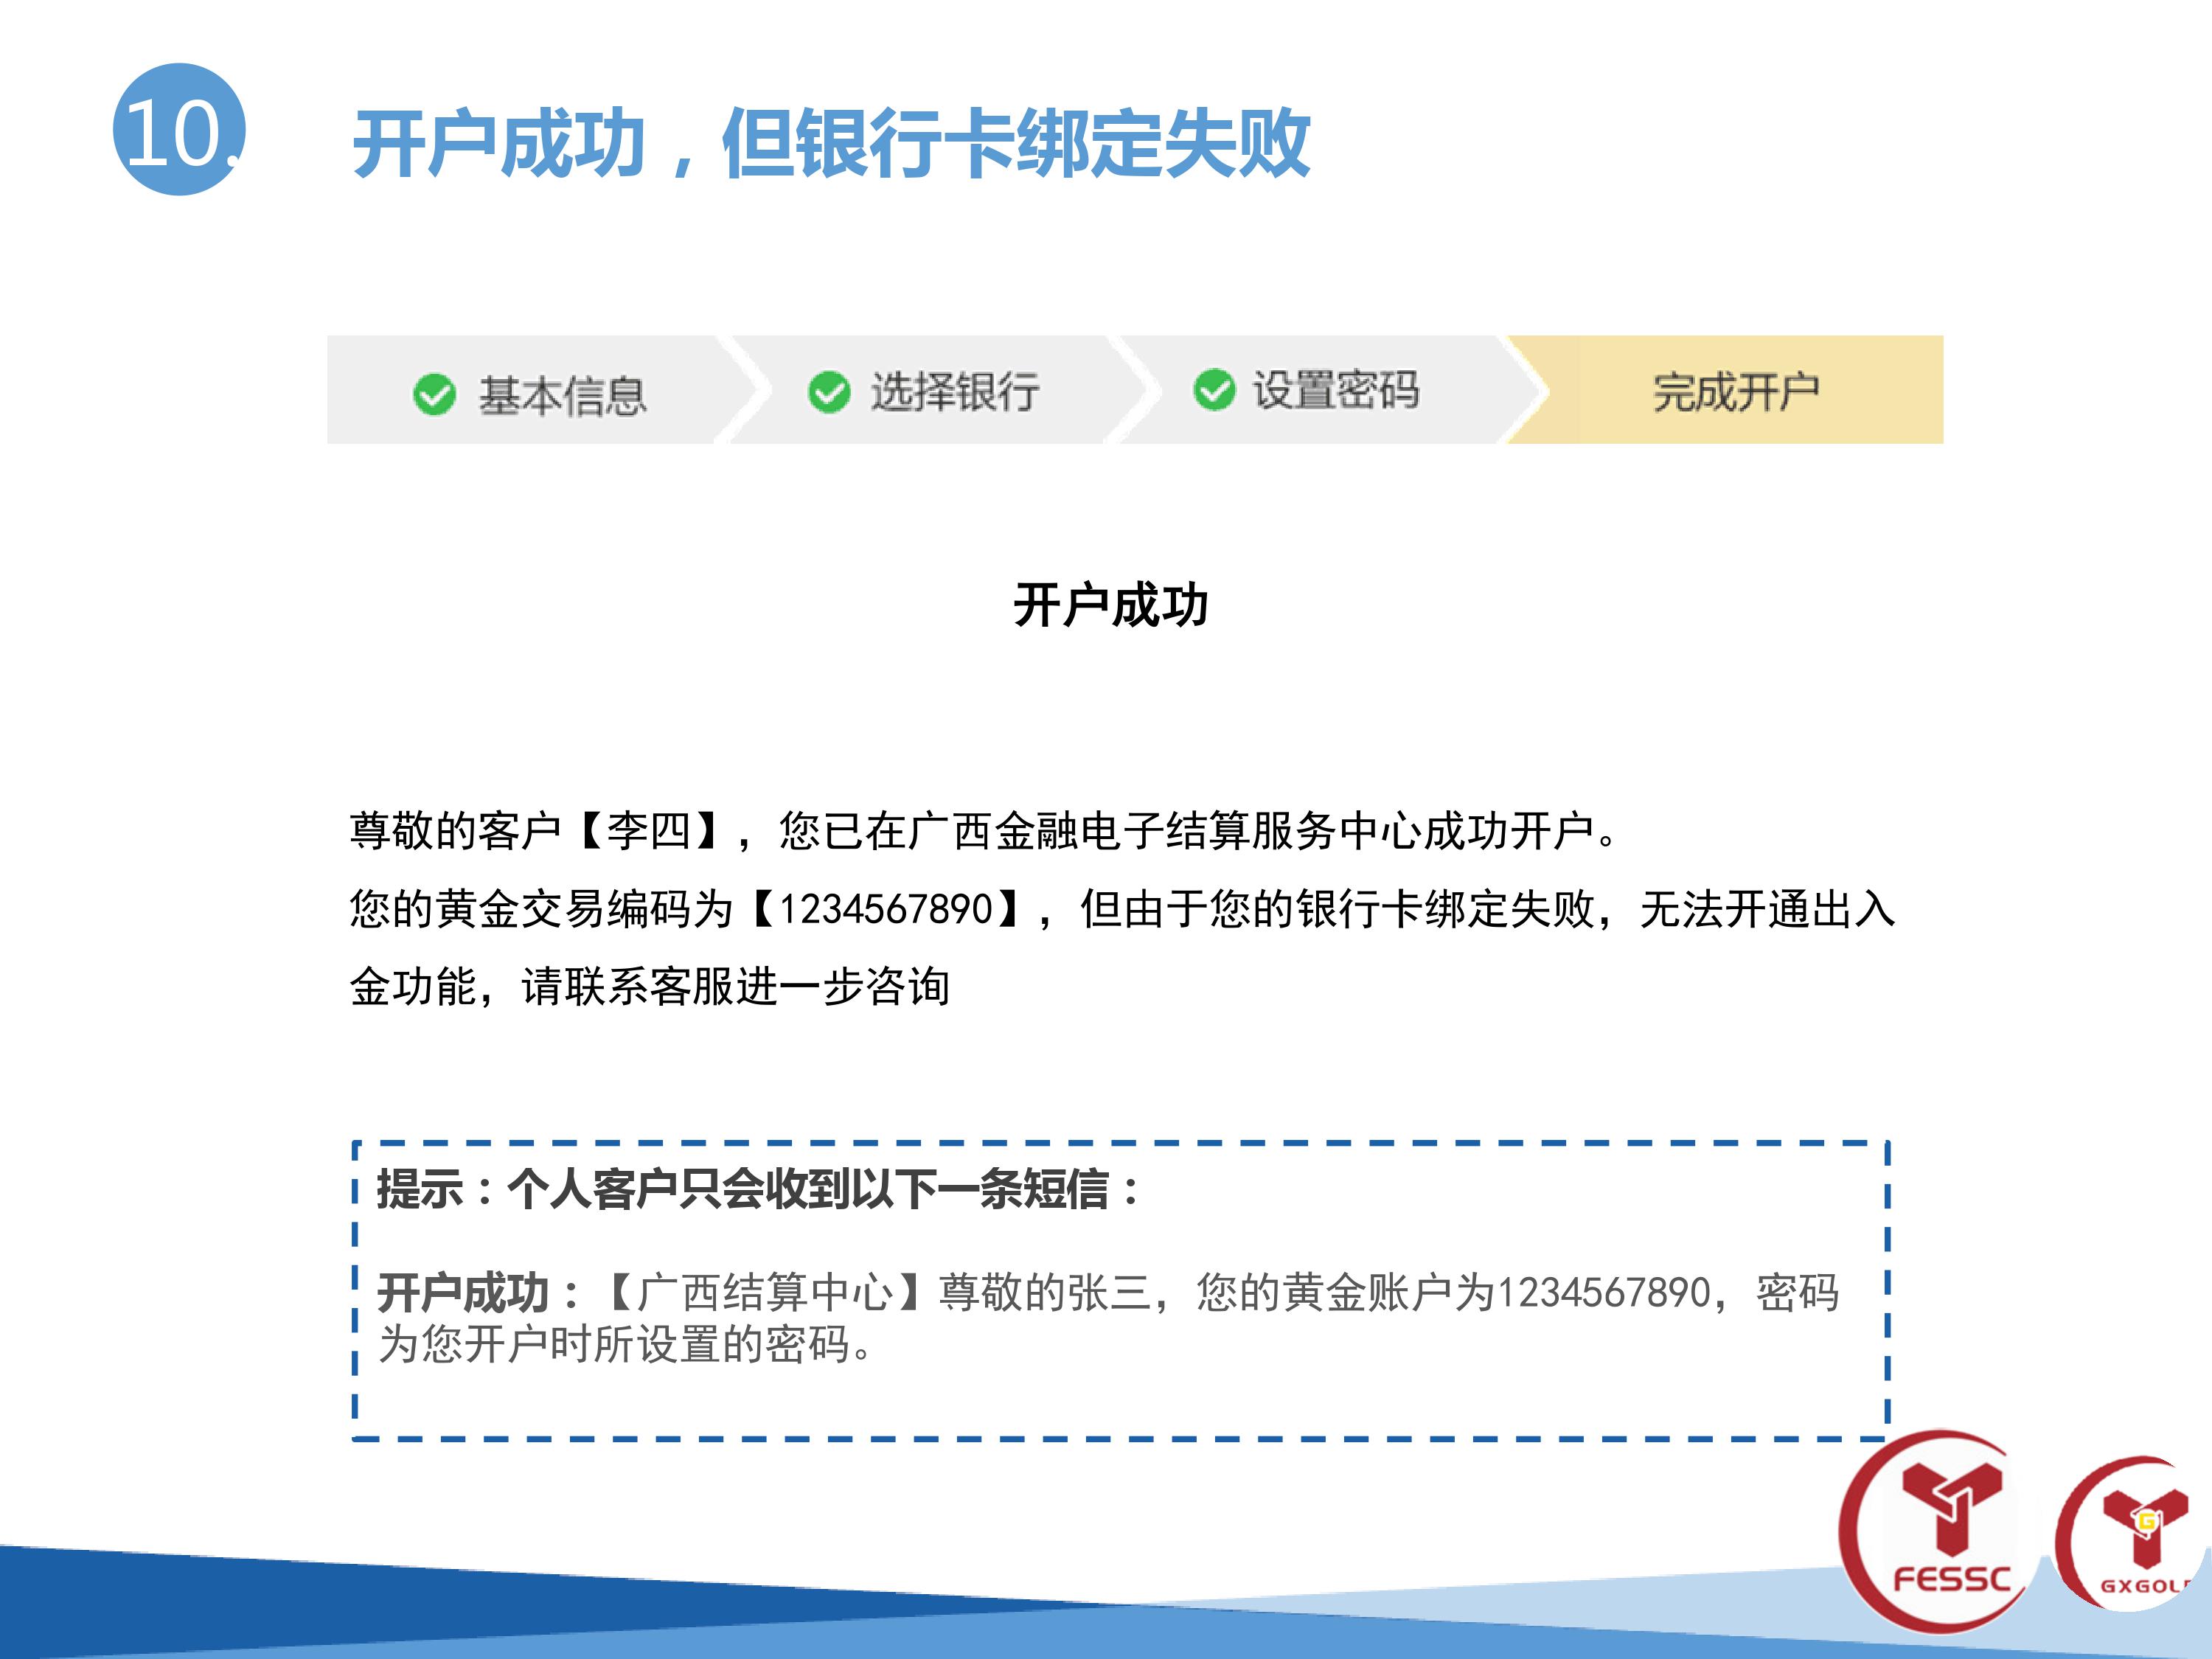 10.
开户成功，但银行卡绑定失败
基本信息
选择银行
设置密码
完成开户
开户成功
尊敬的客户【李四】，您已在广西金融电子结算服务中心成功开户。
您的黄金交易编码为【1234567890】，但由于您的银行卡绑定失败，无法开通出入
金功能，请联系客服进一步咨询
提示：个人客户只会收到以下一条短信：
开户成功：【广西结算中心】尊敬的张三，您的黄金账户为1234567890，密码
为您开户时所设置的密码。
FESSC
G
GXGOL